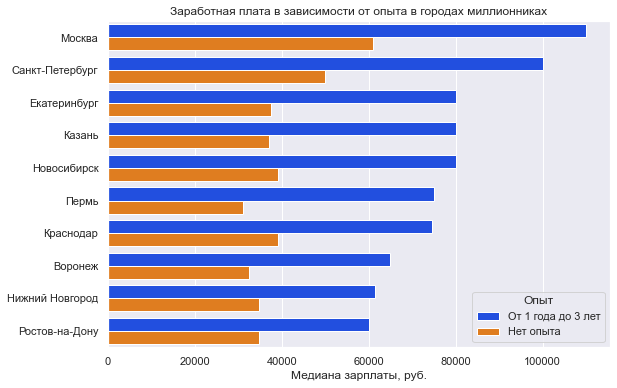 Заработная плата в зависимости от опыта в городах миллионниках
Москва
Санкт-Петербург
Екатеринбург
Казань
Новосибирск
Пермь
Краснодар
Воронеж
Нижний Новгород
Ростов-на-Дону
Опыт
От 1 года до 3 лет
Нет опыта
0 20000 40000 60000 80000 100000
Медиана зарплаты, руб.